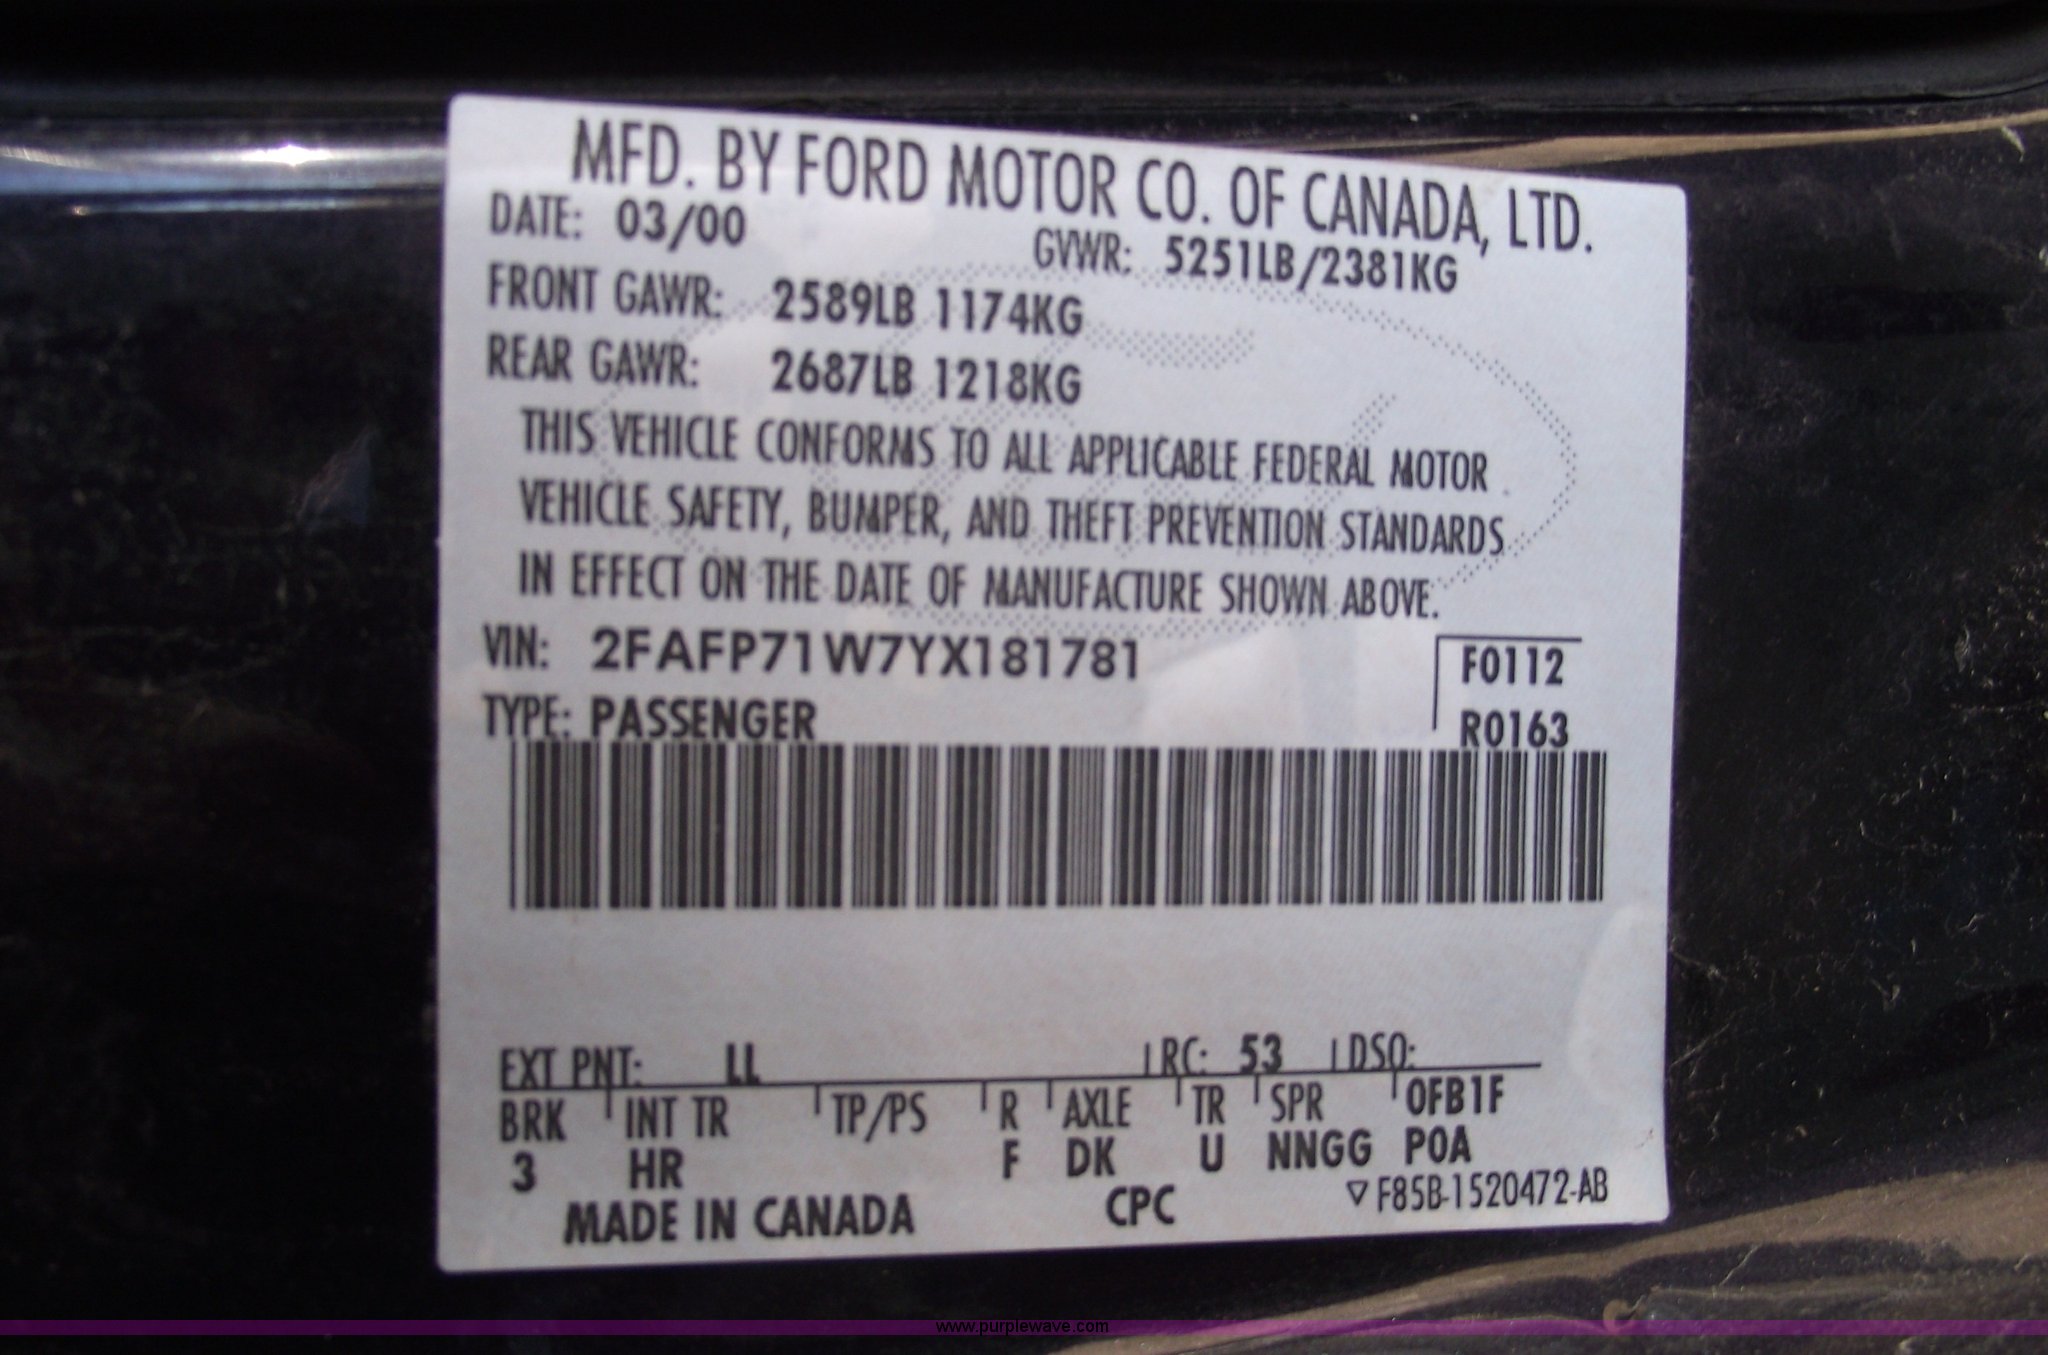 MFD. BY FORD MOTOR CO. OF CANADA, LTD.
DATE: 03/00
GVWR: 5251LB/2381KG
FRONT GAWR: 2589LB 1174KG
REAR GAWR: 2687LB 1218KG
THIS VEHICLE CONFORMS TO ALL APPLICABLE FEDERAL MOTOR
VEHICLE SAFETY, BUMPER, AND THEFT PREVENTION STANDARDS
IN EFFECT ON THE DATE OF MANUFACTURE SHOWN ABOVE.
VIN: 2FAFP71W7YX181781
F0112
TYPE: PASSENGER
R0163
EXT PNT: LL RC: 53 DSO:
BRK INT TR TP/PS R AXLE TR SPR 0FB1F
3 HR F DK U NNGG POA
MADE IN CANADA CPC ▽ F85B-1520472-AB
www.purplewave.com